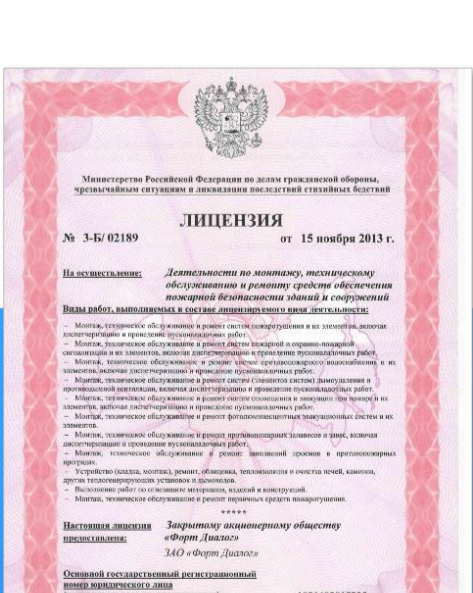 Министерство Российской Федерации по делам гражданской обороны,
чрезвычайным ситуациям и ликвидации последствий стихийных бедствий
ЛИЦЕНЗИЯ
№ 3-Б/ 02189 от 15 ноября 2013 г.
На осуществление: Деятельности по монтажу, техническому
обслуживанию и ремонту средств обеспечения
пожарной безопасности зданий и сооружений
Виды работ, выполняемых в составе лицензируемого вида деятельности:
– Монтаж, техническое обслуживание и ремонт систем пожаротушения и их элементов, включая
диспетчеризацию и проведение пусконаладочных работ.
– Монтаж, техническое обслуживание и ремонт систем пожарной и охранно-пожарной
сигнализации и их элементов, включая диспетчеризацию и проведение пусконаладочных работ.
– Монтаж, техническое обслуживание и ремонт систем противопожарного водоснабжения и их
элементов, включая диспетчеризацию и проведение пусконаладочных работ.
– Монтаж, техническое обслуживание и ремонт систем (элементов систем) дымоудаления и
противодымной вентиляции, включая диспетчеризацию и проведение пусконаладочных работ.
– Монтаж, техническое обслуживание и ремонт систем оповещения и эвакуации при пожаре и их
элементов, включая диспетчеризацию и проведение пусконаладочных работ.
– Монтаж, техническое обслуживание и ремонт фотолюминесцентных эвакуационных систем и их
элементов.
– Монтаж, техническое обслуживание и ремонт противопожарных занавесов и завес, включая
диспетчеризацию и проведение пусконаладочных работ.
– Монтаж, техническое обслуживание и ремонт заполнений проемов в противопожарных
преградах.
– Устройство (кладка, монтаж), ремонт, облицовка, теплоизоляция и очистка печей, каминов,
других теплогенерирующих установок и дымоходов.
– Выполнение работ по огнезащите материалов, изделий и конструкций.
– Монтаж, техническое обслуживание и ремонт первичных средств пожаротушения.
*****
Настоящая лицензия Закрытому акционерному обществу
предоставлена: «Форт Диалог»
ЗАО «Форт Диалог»
Основной государственный регистрационный
номер юридического лица